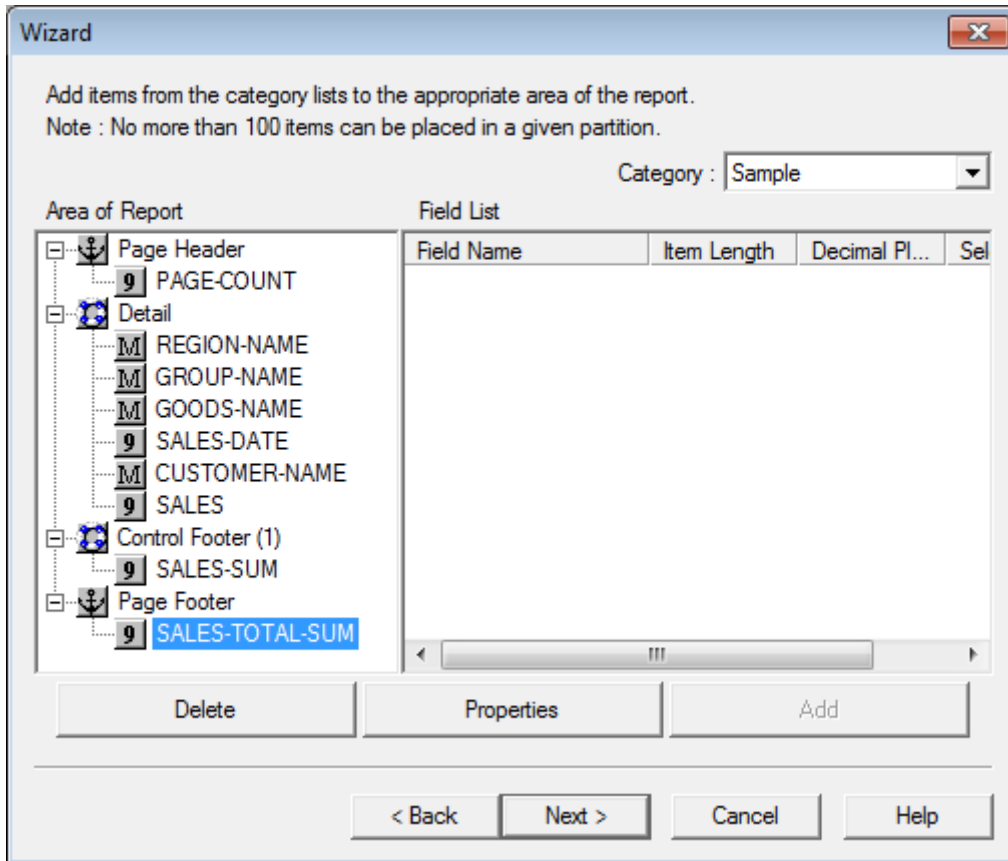 Wizard
Add items from the category lists to the appropriate area of the report.
Note : No more than 100 items can be placed in a given partition.
Category : Sample
Area of Report
Field List
Page Header
9 PAGE-COUNT
Detail
M REGION-NAME
M GROUP-NAME
M GOODS-NAME
9 SALES-DATE
M CUSTOMER-NAME
9 SALES
Control Footer (1)
9 SALES-SUM
Page Footer
9 SALES-TOTAL-SUM
Field Name Item Length Decimal Pl... Sel
Delete Properties Add
< Back Next > Cancel Help